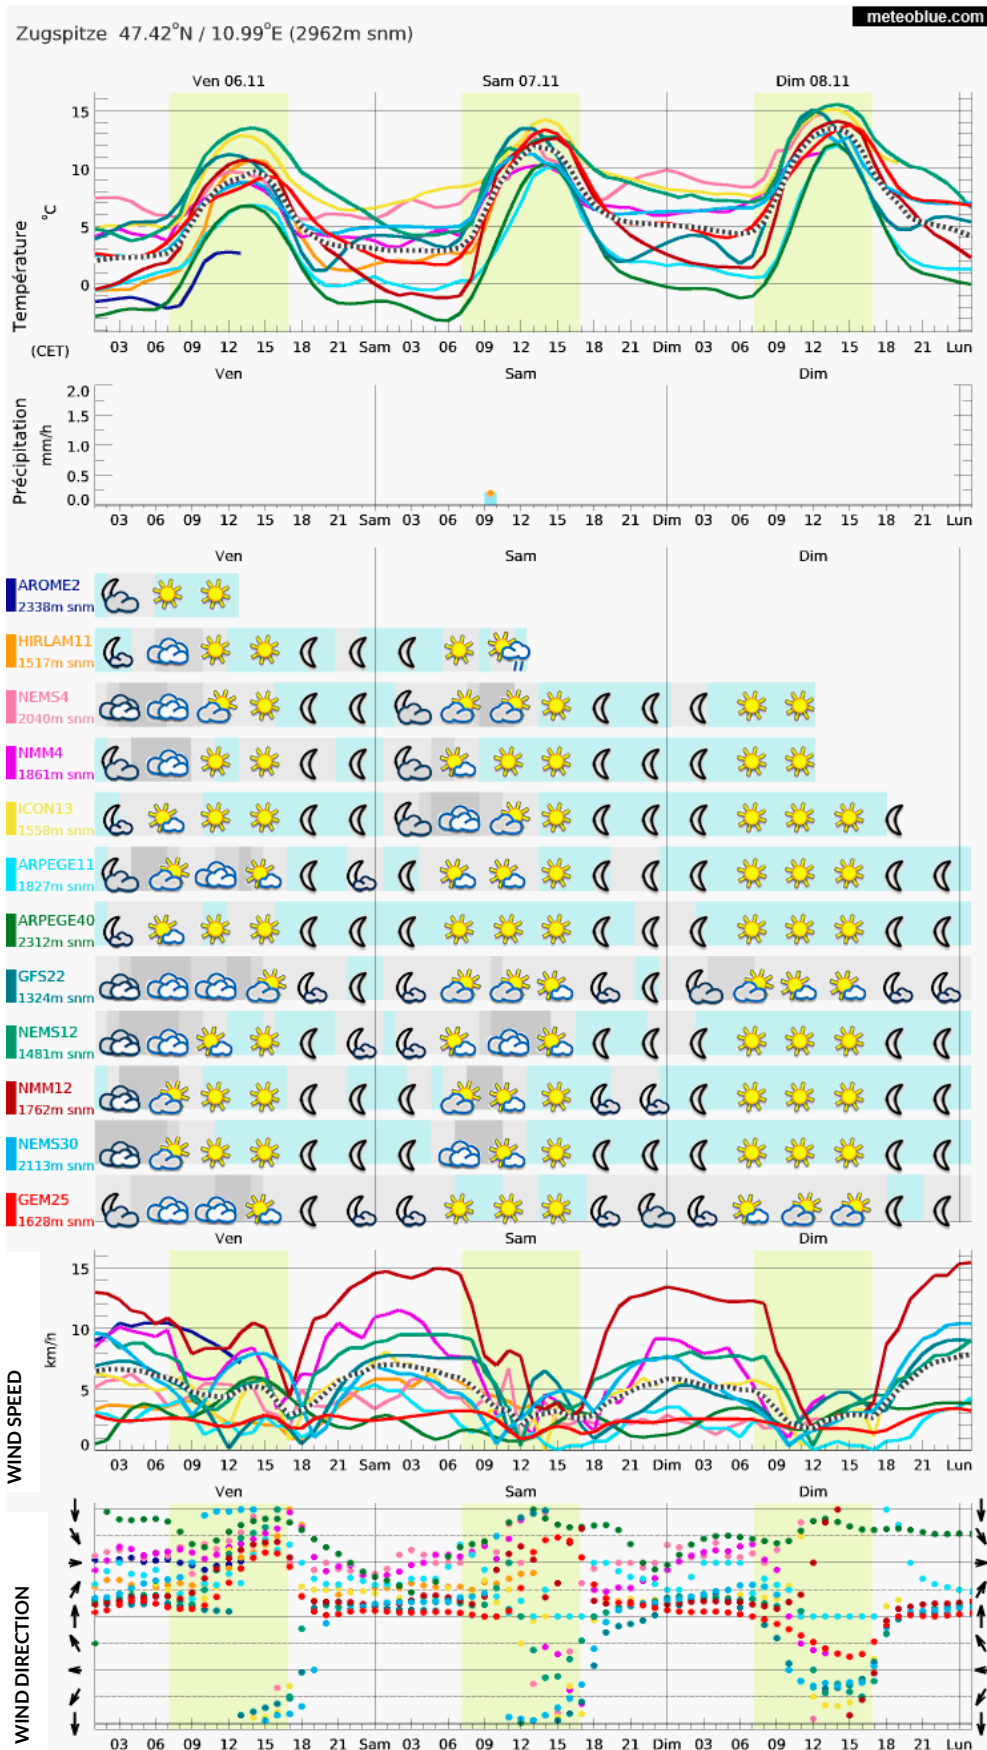 meteoblue.com
Zugspitze 47.42°N / 10.99°E (2962m snm)
Ven 06.11 Sam 07.11 Dim 08.11
Température °C
15
10
5
0
(CET)
03 06 09 12 15 18 21 Sam 03 06 09 12 15 18 21 Dim 03 06 09 12 15 18 21 Lun
Ven Sam Dim
Précipitation
mm/h
2.0
1.5
1.0
0.5
0.0
03 06 09 12 15 18 21 Sam 03 06 09 12 15 18 21 Dim 03 06 09 12 15 18 21 Lun
Ven Sam Dim
AROME2
2338m snm
HIRLAM11
1517m snm
NEMS4
2040m snm
NMM4
1861m snm
ICON13
1558m snm
ARPEGE11
1827m snm
ARPEGE40
2312m snm
GFS22
1324m snm
NEMS12
1481m snm
NMM12
1762m snm
NEMS30
2113m snm
GEM25
1628m snm
Ven Sam Dim
WIND SPEED
km/h
15
10
5
0
03 06 09 12 15 18 21 Sam 03 06 09 12 15 18 21 Dim 03 06 09 12 15 18 21 Lun
Ven Sam Dim
WIND DIRECTION
03 06 09 12 15 18 21 Sam 03 06 09 12 15 18 21 Dim 03 06 09 12 15 18 21 Lun